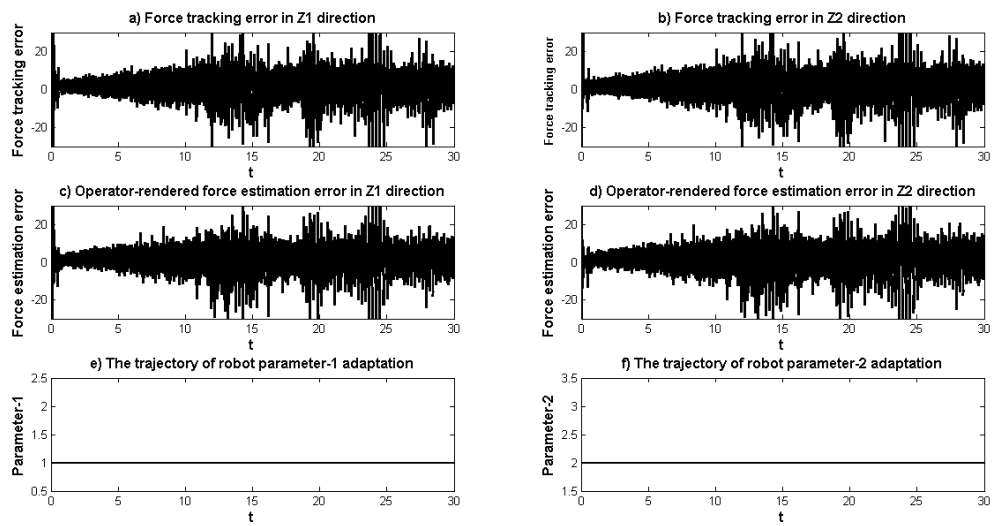 a) Force tracking error in Z1 direction
Force tracking error
20
0
-20
0 5 10 15 20 25 30
t
b) Force tracking error in Z2 direction
Force tracking error
20
0
-20
0 5 10 15 20 25 30
t
c) Operator-rendered force estimation error in Z1 direction
Force estimation error
20
0
-20
0 5 10 15 20 25 30
t
d) Operator-rendered force estimation error in Z2 direction
Force estimation error
20
0
-20
0 5 10 15 20 25 30
t
e) The trajectory of robot parameter-1 adaptation
Parameter-1
2.5
2
1.5
1
0.5
0 5 10 15 20 25 30
t
f) The trajectory of robot parameter-2 adaptation
Parameter-2
3.5
3
2.5
2
1.5
0 5 10 15 20 25 30
t